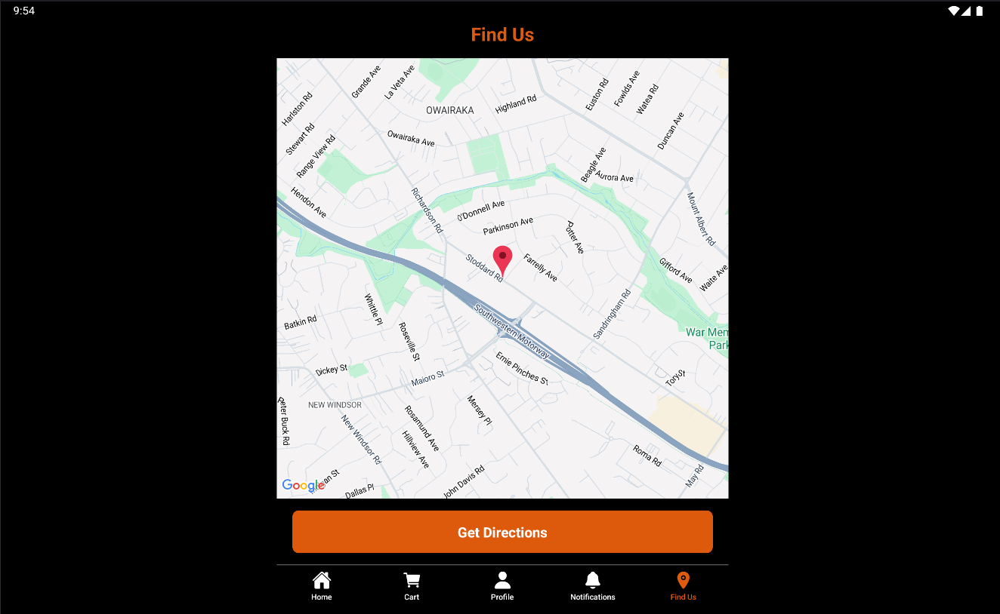 9:54
Find Us
Grande Ave
La Veta Ave
Harlston Rd
OWAIRAKA
Highland Rd
Euston Rd
Fowlds Ave
Watea Rd
Duncan Ave
Stewart Rd
Range View Rd
Owairaka Ave
Beagle Ave
Aurora Ave
Hendon Ave
Richardson Rd
O'Donnell Ave
Parkinson Ave
Potter Ave
Mount Albert Rd
Stoddard Rd
Farrelly Ave
Gifford Ave
Waite Ave
Whittle Pl
Southwestern Motorway
Sandringham Rd
Batkin Rd
Roseville St
War Mem
Park
Dickey St
Maioro St
Ernie Pinches St
Tory St
NEW WINDSOR
Peter Buck Rd
New Windsor Rd
Rosamund Ave
Hillview Ave
Mersey Pl
Roma Rd
May Rd
John Davis Rd
Dallas Pl
Google
an St
Get Directions
Home
Cart
Profile
Notifications
Find Us